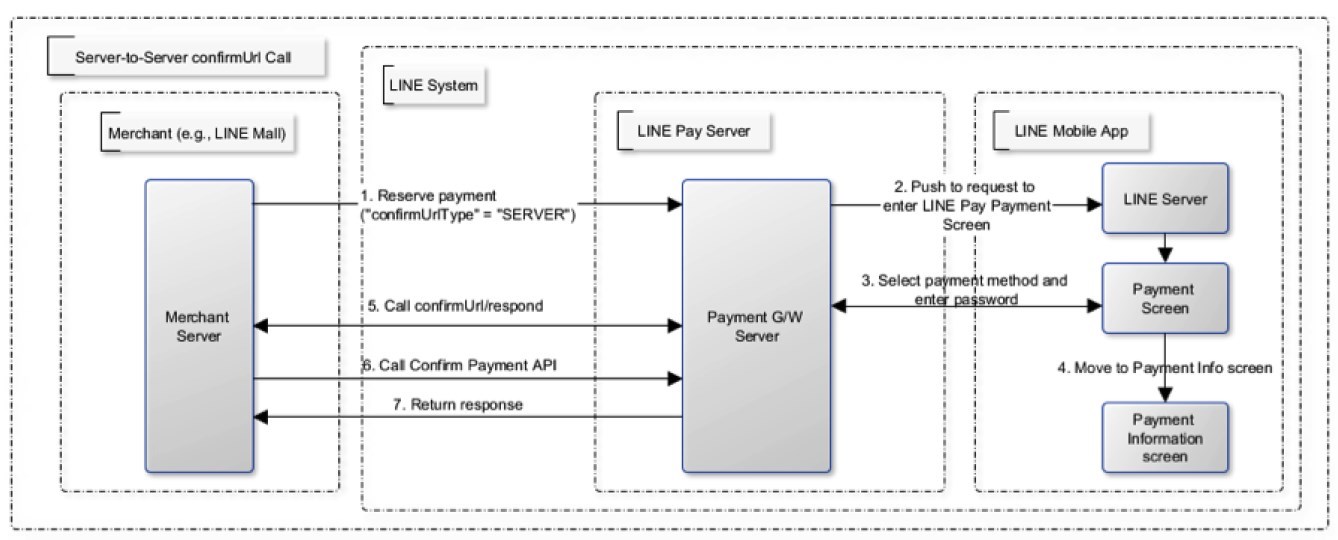 Server-to-Server confirmUrl Call
LINE System
Merchant (e.g., LINE Mall)
LINE Pay Server
LINE Mobile App
1. Reserve payment
("confirmUrlType" = "SERVER")
2. Push to request to
enter LINE Pay Payment
Screen
LINE Server
3. Select payment method and
enter password
Payment
Screen
5. Call confirmUrl/respond
Merchant
Server
Payment G/W
Server
6. Call Confirm Payment API
4. Move to Payment Info screen
7. Return response
Payment
Information
screen